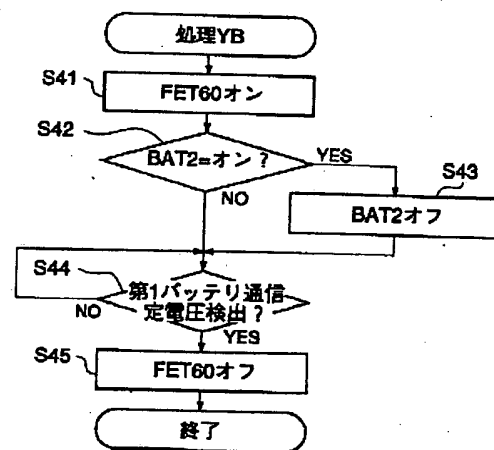 処理YB
S41
FET60オン
S42
BAT2=オン?
YES
S43
NO
BAT2オフ
S44
第1バッテリ通信
定電圧検出?
NO
YES
S45
FET60オフ
終了